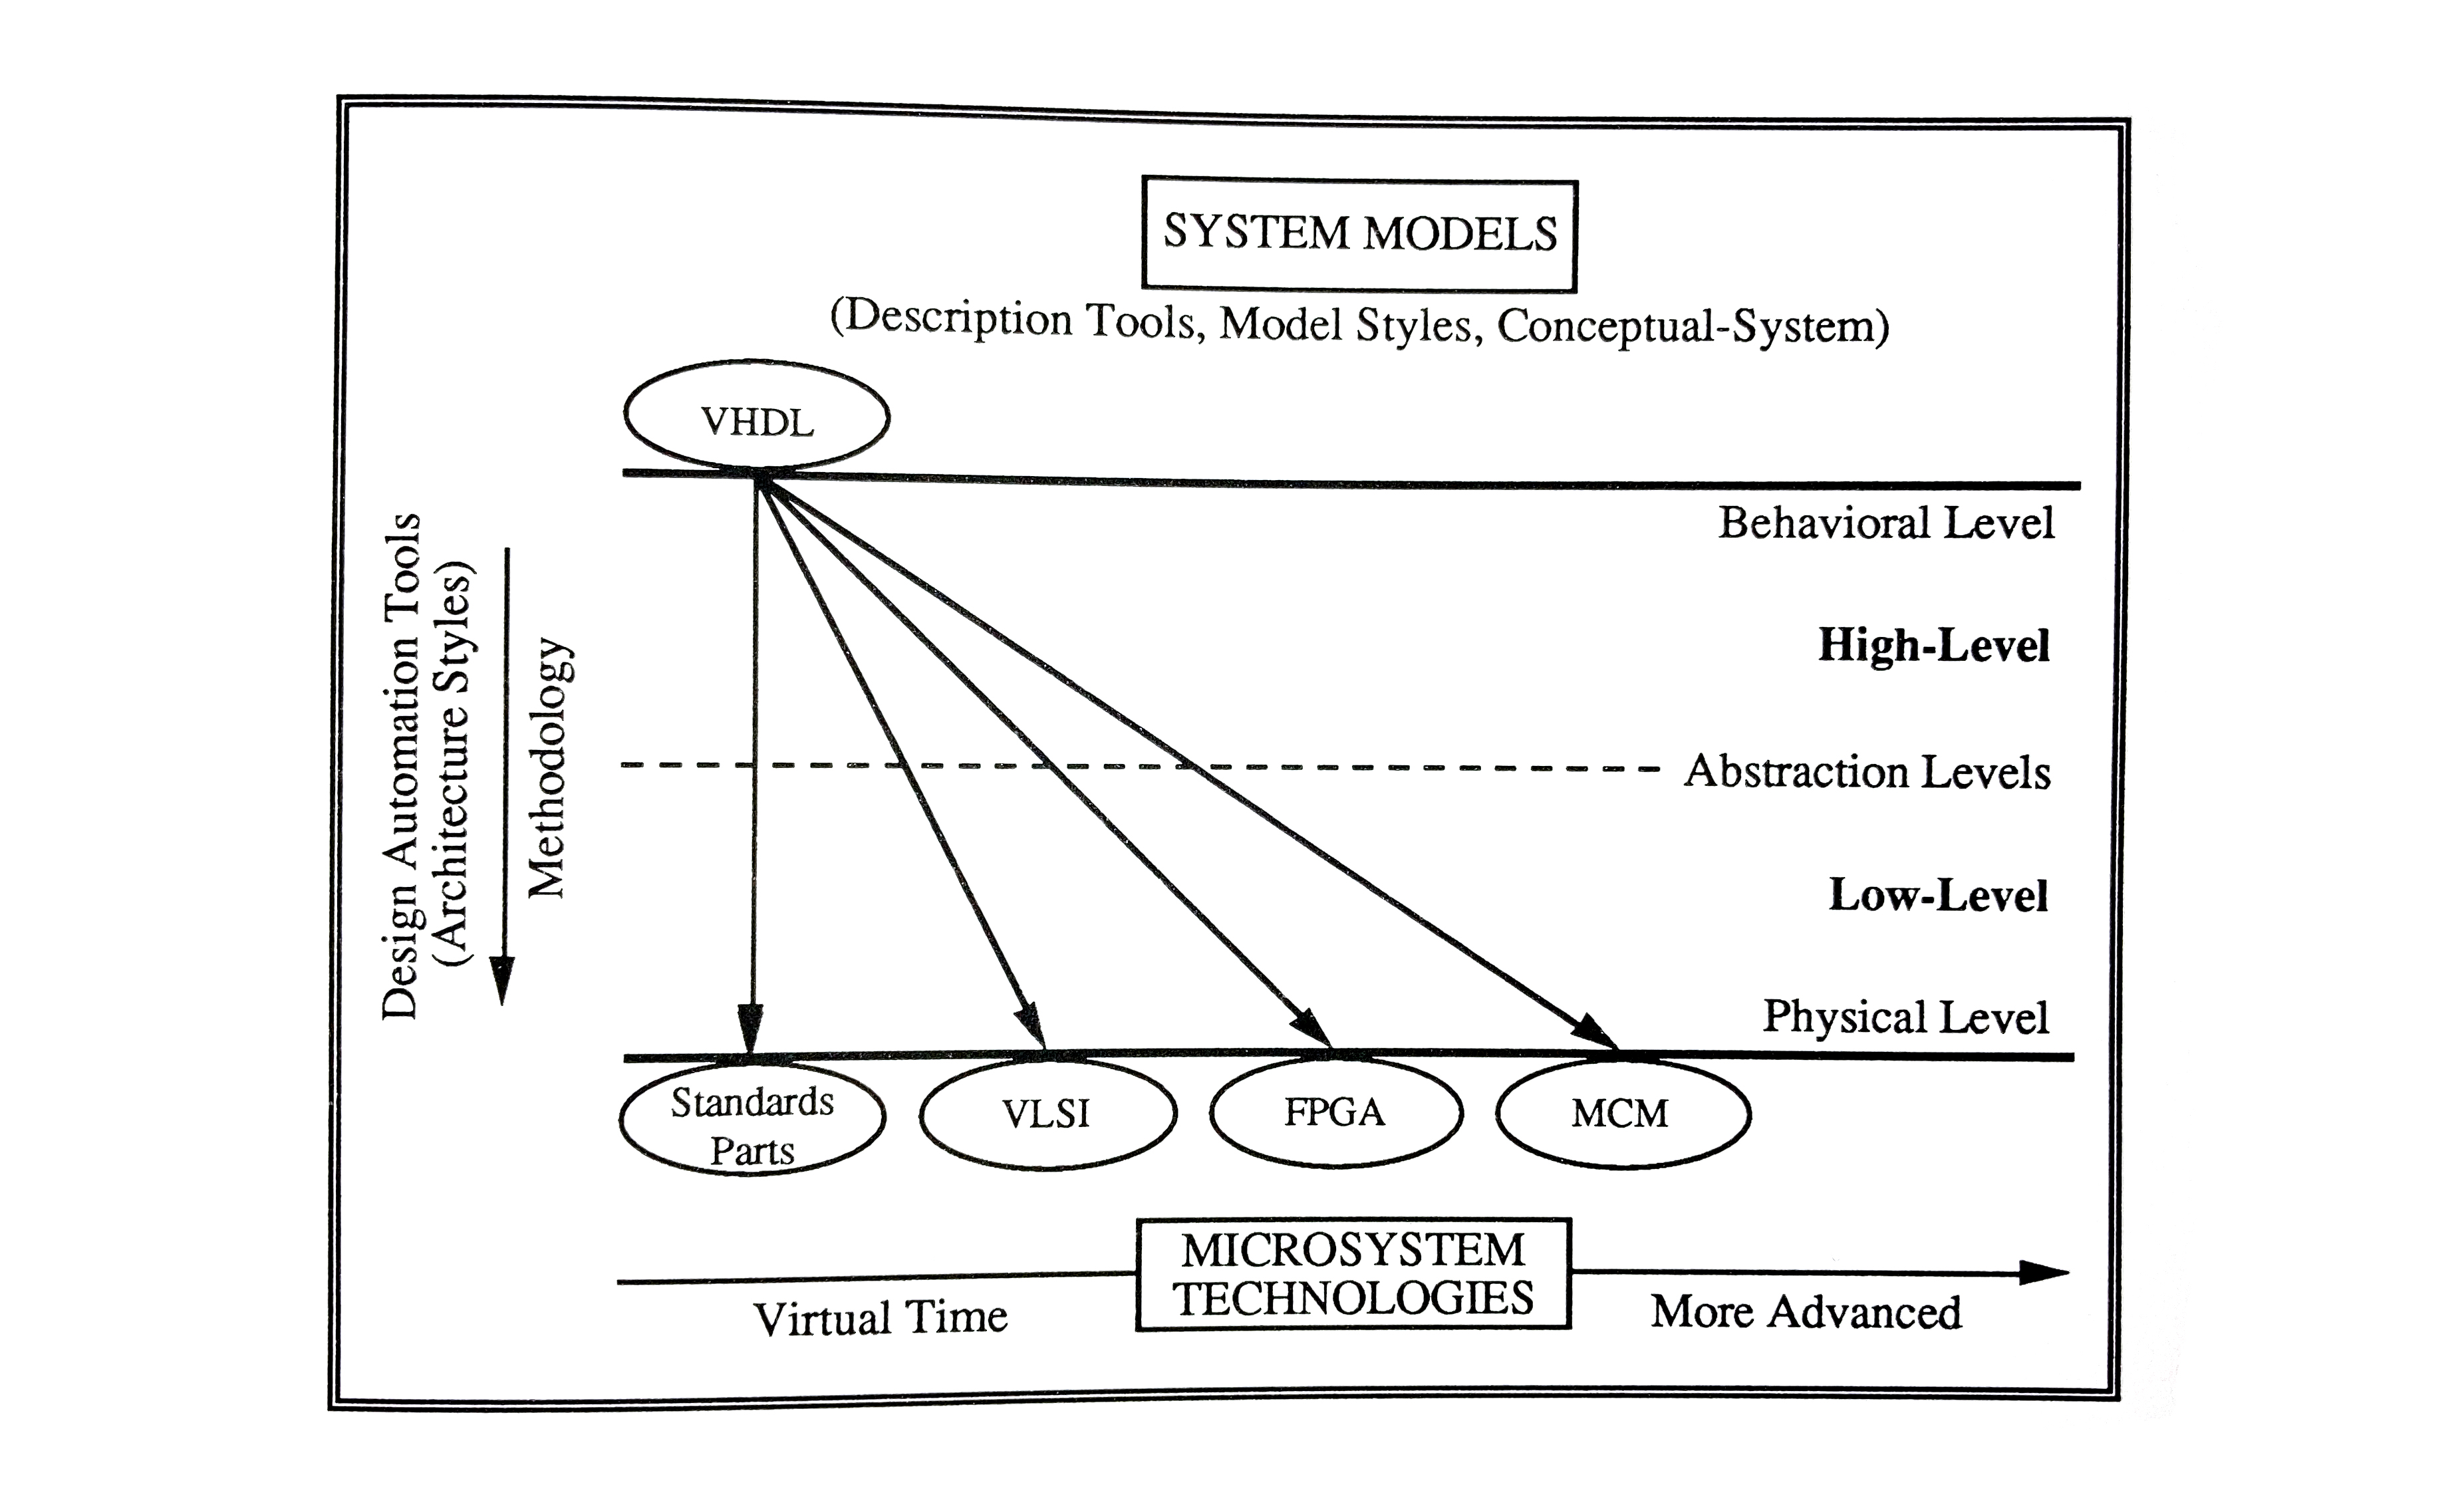 SYSTEM MODELS
(Description Tools, Model Styles, Conceptual-System)
VHDL
Behavioral Level
High-Level
Abstraction Levels
Low-Level
Physical Level
Design Automation Tools
(Architecture Styles)
Methodology
Standards
Parts
VLSI
FPGA
MCM
MICROSYSTEM
TECHNOLOGIES
Virtual Time
More Advanced